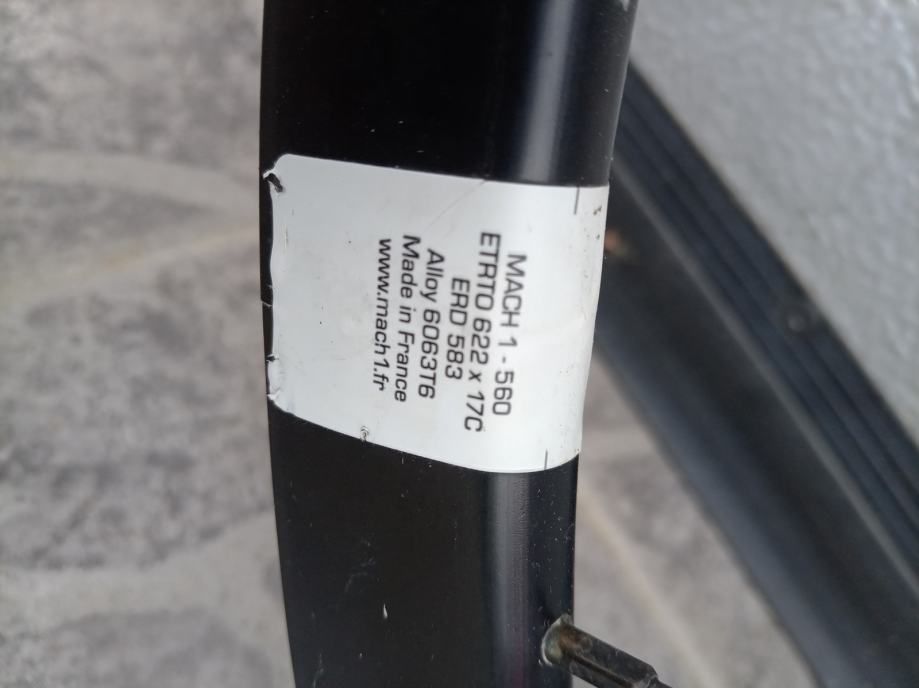 MACH 1 - 560
ETRTO 622 x 17C
ERD 583
Alloy 6063T6
Made in France
www.mach1.fr